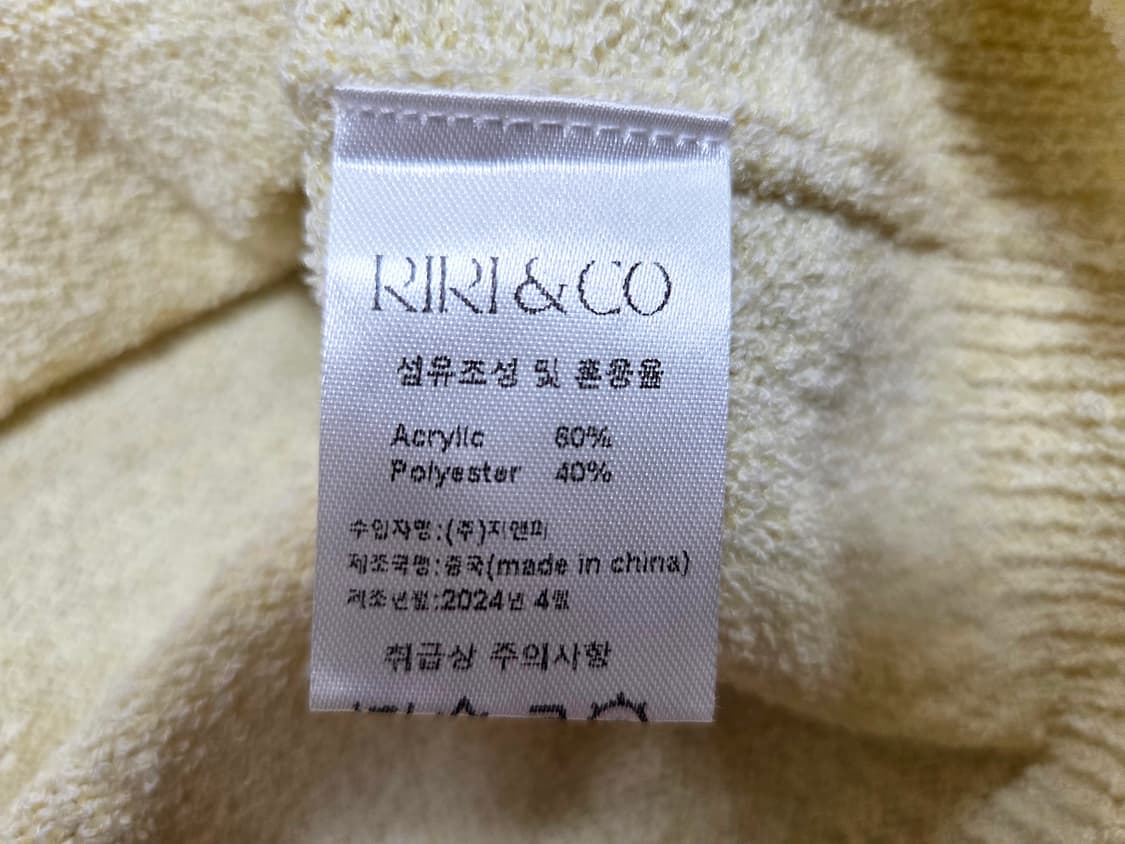 RIRI & CO
섬유조성 및 혼용율
Acrylic 60%
Polyester 40%
수입자명:(주)지앤미
제조국명:중국(made in china)
제조년월:2024년 4월
취급상 주의사항